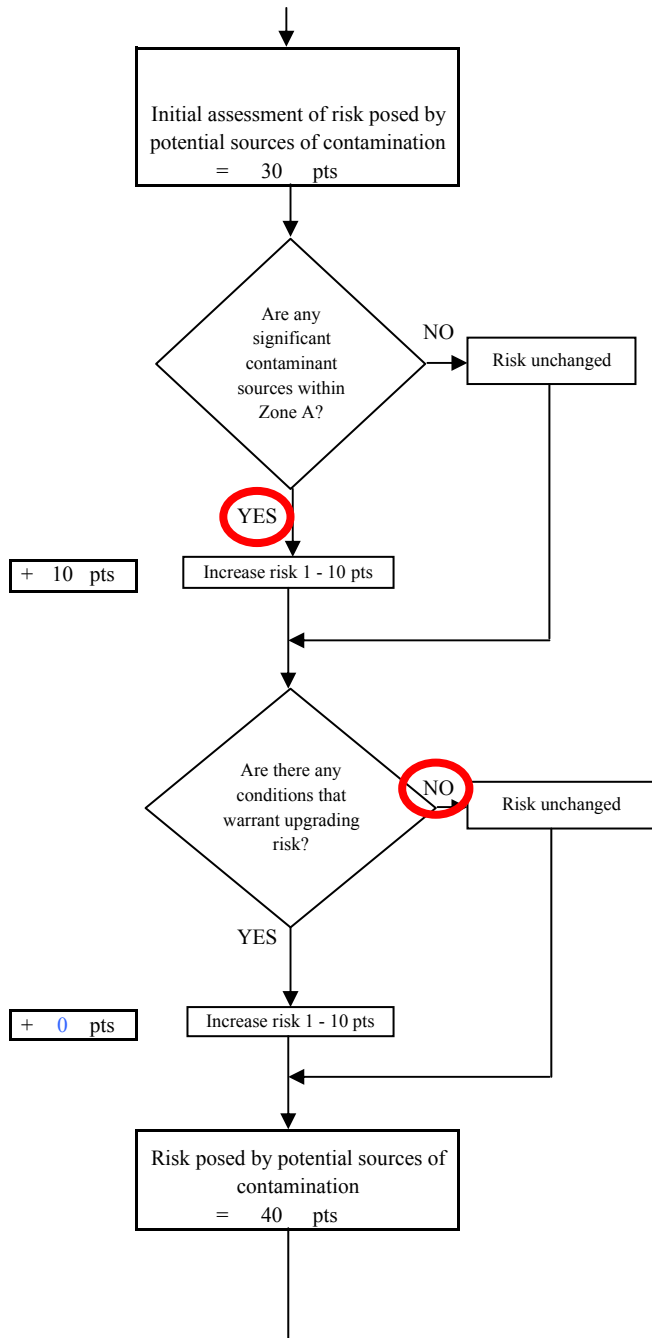 Initial assessment of risk posed by
potential sources of contamination
= 30 pts
Are any
significant
contaminant
sources within
Zone A?
NO
Risk unchanged
YES
+ 10 pts
Increase risk 1 - 10 pts
Are there any
conditions that
warrant upgrading
risk?
NO
Risk unchanged
YES
+ 0 pts
Increase risk 1 - 10 pts
Risk posed by potential sources of
contamination
= 40 pts